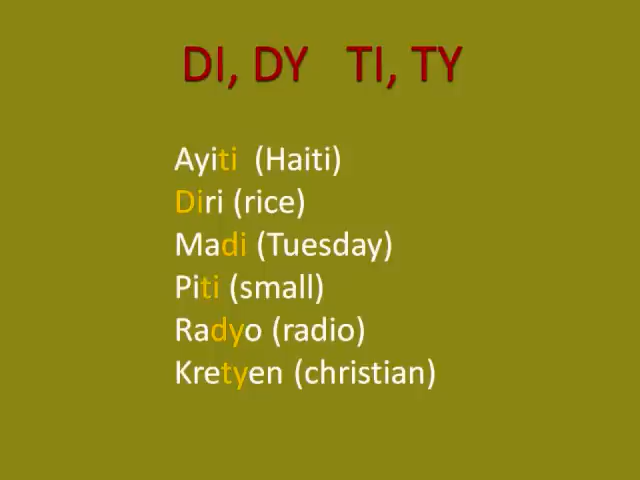 DI, DY TI, TY
Ayiti (Haiti)
Diri (rice)
Madi (Tuesday)
Piti (small)
Radyo (radio)
Kretyen (christian)